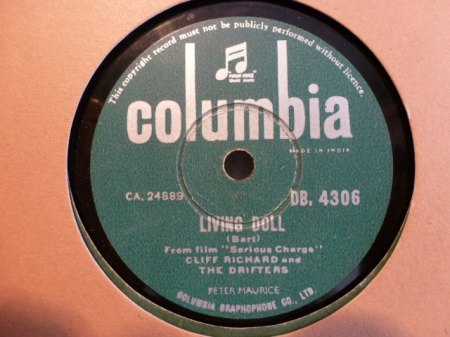 This copyright record must not be publicly performed without licence.
columbia
MADE IN INDIA
CA. 24889
DB. 4306
LIVING DOLL
(Bart)
From film "Serious Charge"
CLIFF RICHARD and
THE DRIFTERS
PETER MAURICE
COLUMBIA GRAPHOPHONE CO., LTD.